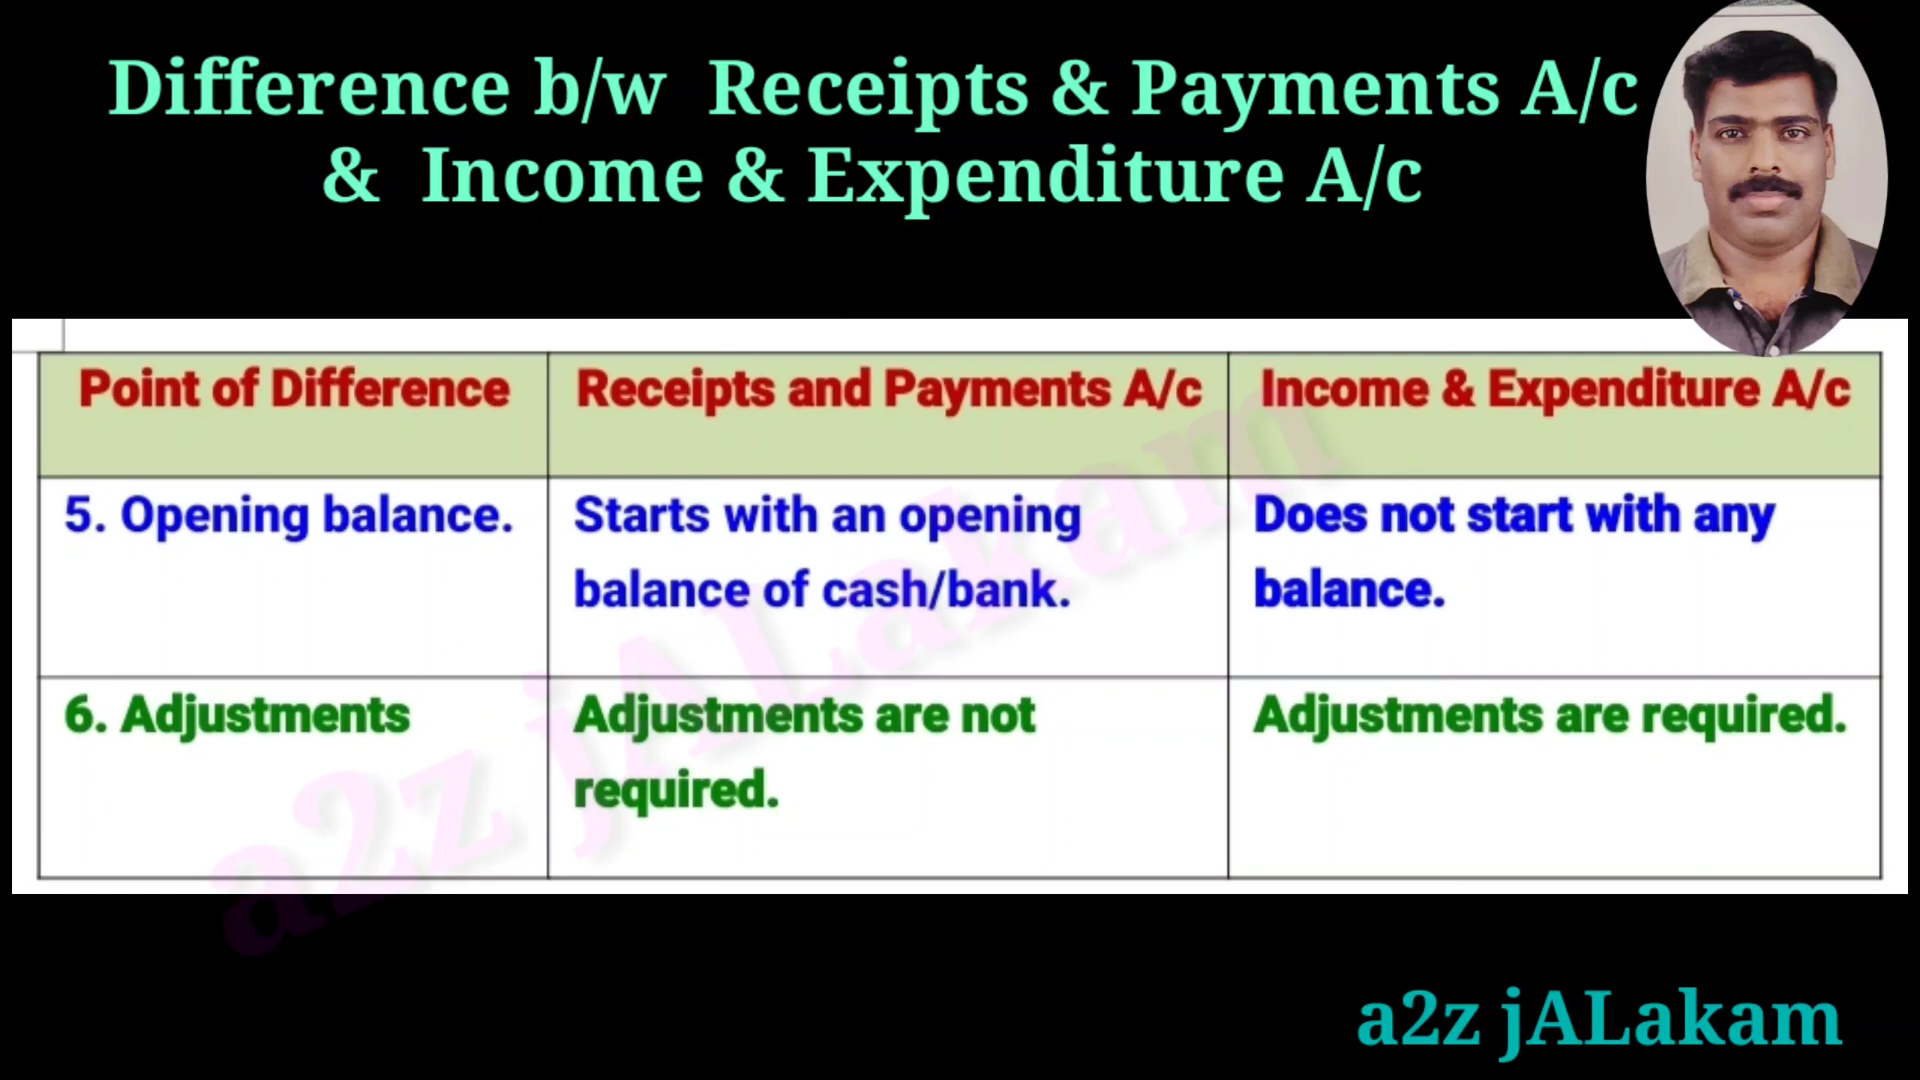 Difference b/w Receipts & Payments A/c
& Income & Expenditure A/c
Point of Difference
Receipts and Payments A/c
Income & Expenditure A/c
5. Opening balance.
Starts with an opening
balance of cash/bank.
Does not start with any
balance.
6. Adjustments
Adjustments are not
required.
Adjustments are required.
a2z jALakam
a2z jALakam